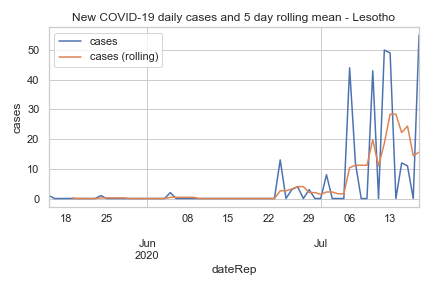 New COVID-19 daily cases and 5 day rolling mean - Lesotho
cases
cases (rolling)
50
40
30
20
10
0
cases
18 25 08 15 22 29 06 13
Jun Jul
2020
dateRep